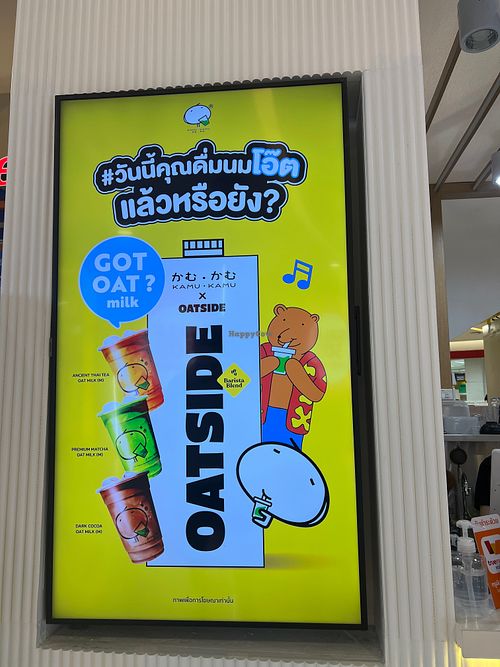 #วันนี้คุณดื่มนมโอ๊ต
แล้วหรือยัง?
GOT
OAT?
milk
かむ・かむ
KAMU・KAMU
X
OATSIDE
OATSIDE
Barista
Blend
HappyCow
ANCIENT THAI TEA
OAT MILK (M)
PREMIUM MATCHA
OAT MILK (M)
DARK COCOA
OAT MILK (M)
ภาพเพื่อการโฆษณาเท่านั้น